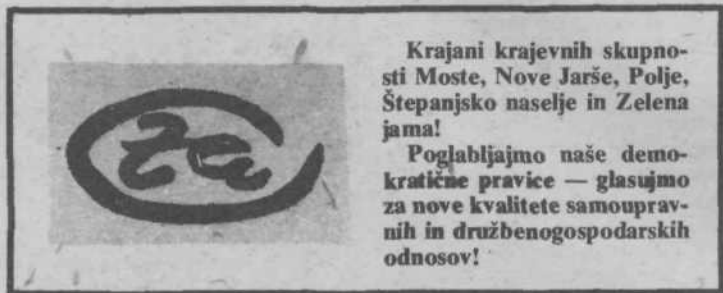 za
Krajani krajevnih skupno-
sti Moste, Nove Jarše, Polje,
Štepanjsko naselje in Zelena
jama!
Poglabljajmo naše demo-
kratične pravice — glasujmo
za nove kvalitete samouprav-
nih in družbenogospodarskih
odnosov!